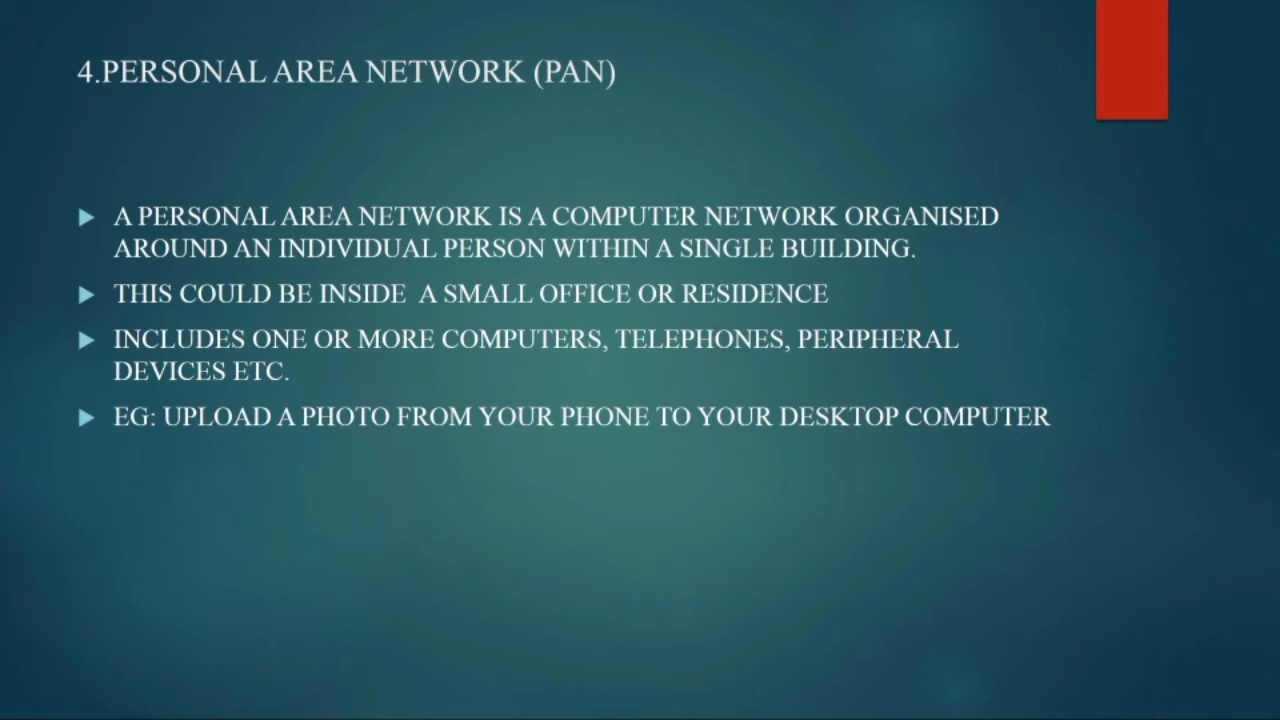 4.PERSONAL AREA NETWORK (PAN)
A PERSONAL AREA NETWORK IS A COMPUTER NETWORK ORGANISED
AROUND AN INDIVIDUAL PERSON WITHIN A SINGLE BUILDING.
THIS COULD BE INSIDE  A SMALL OFFICE OR RESIDENCE
INCLUDES ONE OR MORE COMPUTERS, TELEPHONES, PERIPHERAL
DEVICES ETC.
EG: UPLOAD A PHOTO FROM YOUR PHONE TO YOUR DESKTOP COMPUTER